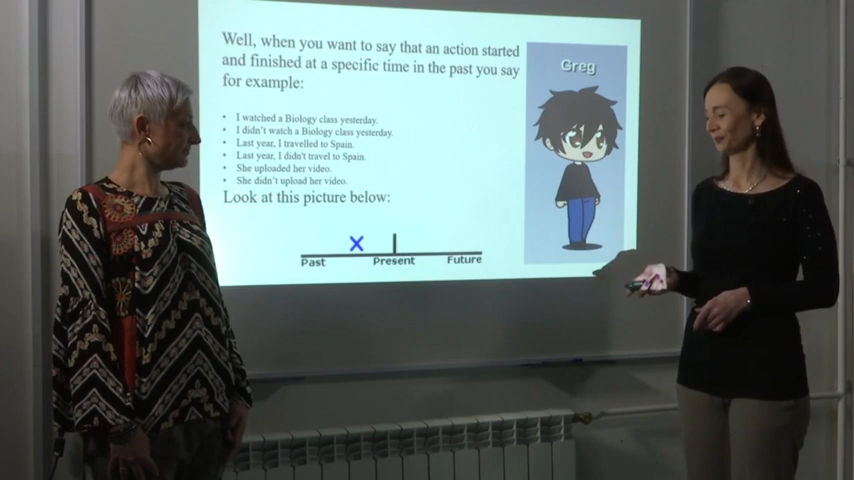 Well, when you want to say that an action started
and finished at a specific time in the past you say
for example:
• I watched a Biology class yesterday.
• I didn't watch a Biology class yesterday.
• Last year, I travelled to Spain.
• Last year, I didn't travel to Spain.
• She uploaded her video.
• She didn't upload her video.
Look at this picture below:
X
Past Present Future
Greg